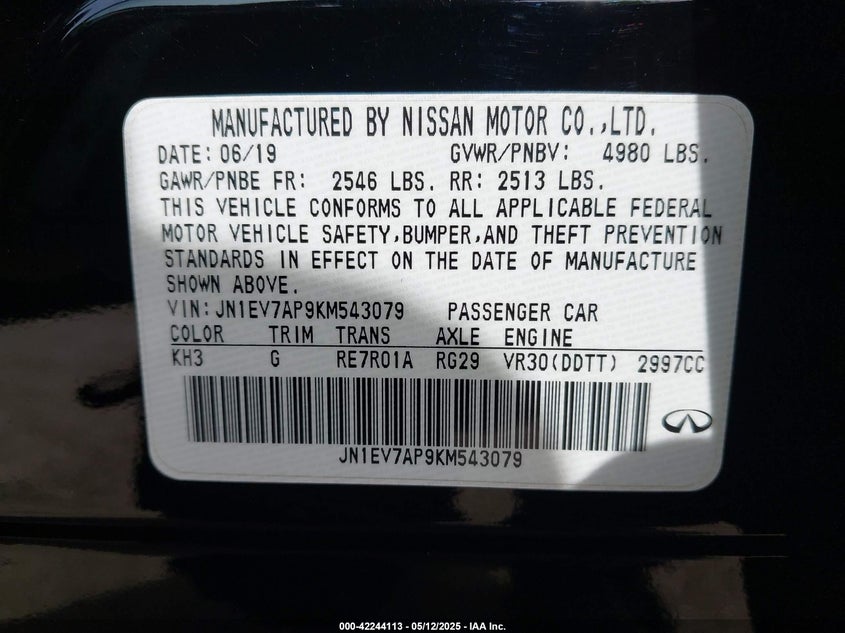 MANUFACTURED BY NISSAN MOTOR CO.,LTD.
DATE: 06/19 GVWR/PNBV: 4980 LBS.
GAWR/PNBE FR: 2546 LBS. RR: 2513 LBS.
THIS VEHICLE CONFORMS TO ALL APPLICABLE FEDERAL
MOTOR VEHICLE SAFETY,BUMPER,AND THEFT PREVENTION
STANDARDS IN EFFECT ON THE DATE OF MANUFACTURE
SHOWN ABOVE.
VIN:JN1EV7AP9KM543079 PASSENGER CAR
COLOR TRIM TRANS AXLE ENGINE
KH3 G RE7R01A RG29 VR30(DDTT) 2997CC
JN1EV7AP9KM543079
000-42244113 - 05/12/2025 - IAA Inc.